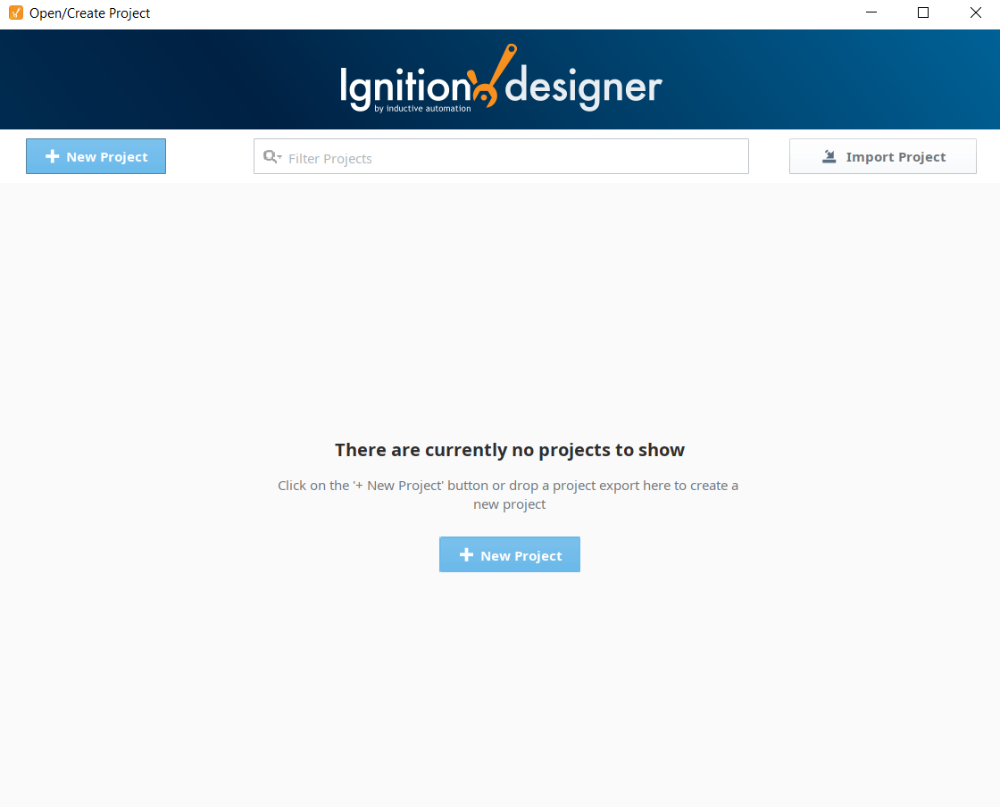 Open/Create Project
Ignition designer
by inductive automation
New Project
Filter Projects
Import Project
There are currently no projects to show
Click on the '+ New Project' button or drop a project export here to create a
new project
New Project